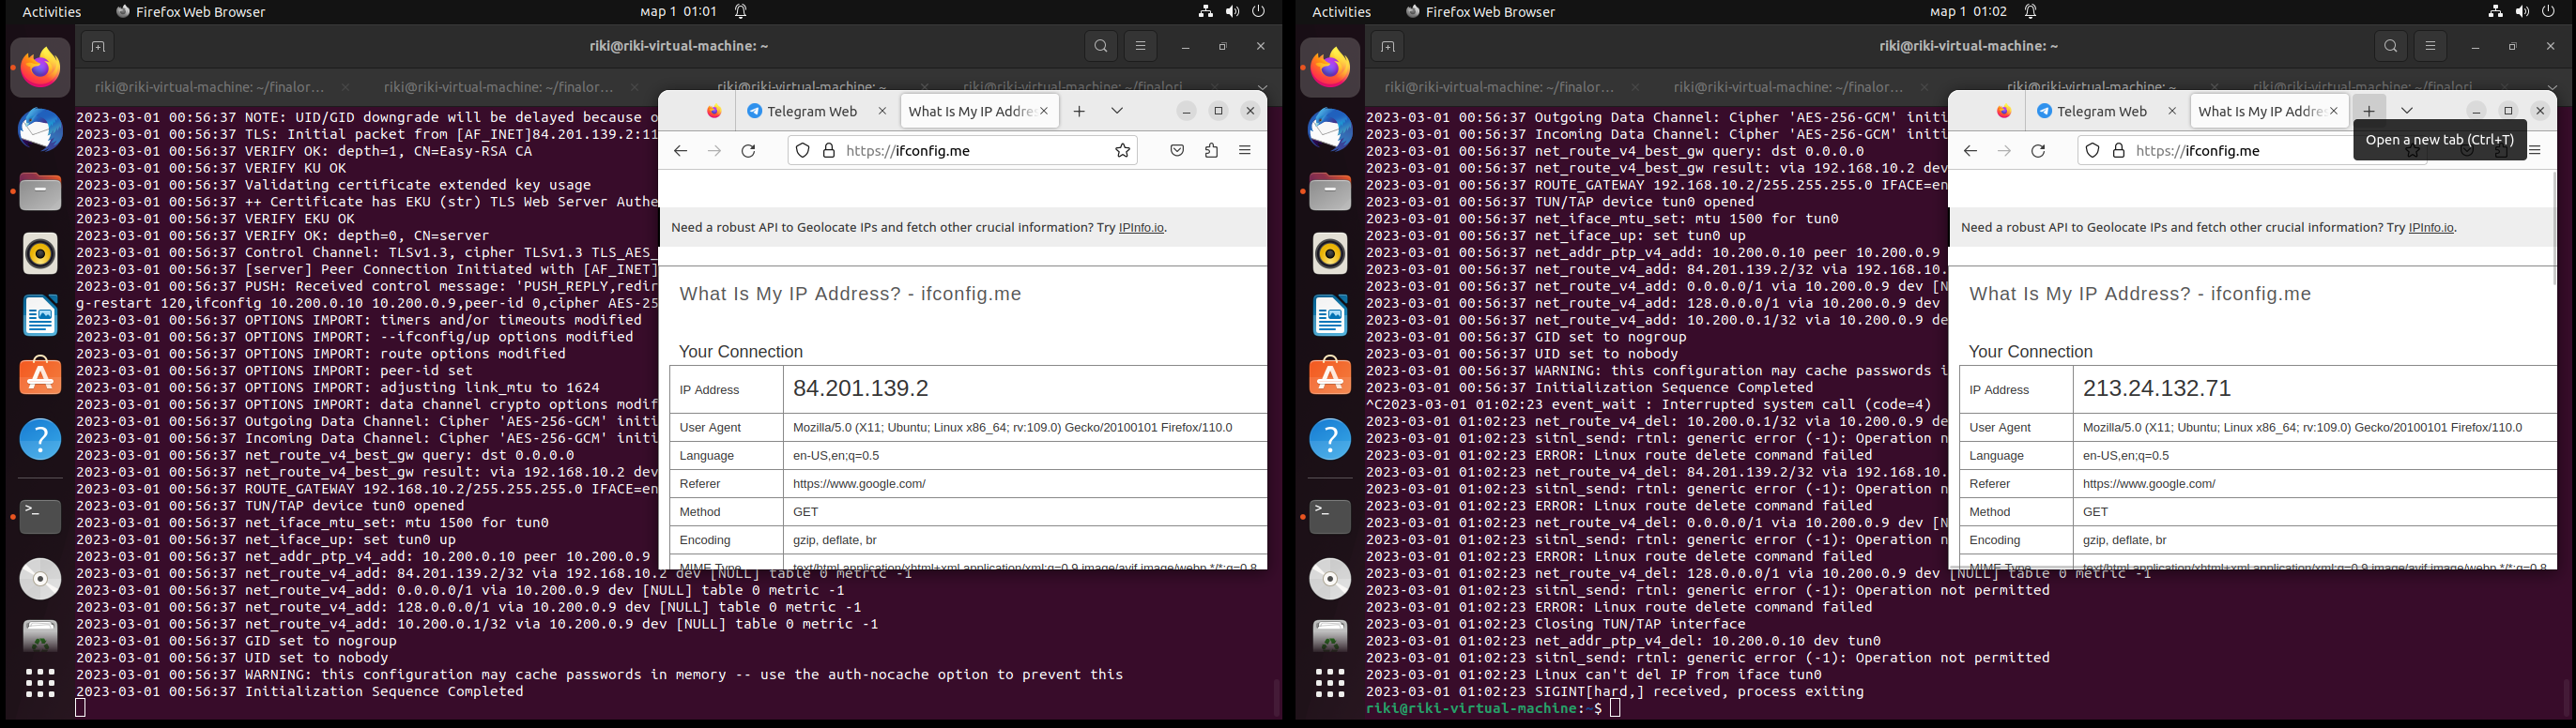 Activities
Firefox Web Browser
мар 1 01:01
riki@riki-virtual-machine: ~
riki@riki-virtual-machine: ~/finalor…
riki@riki-virtual-machine: ~/finalor…
riki@riki-virtual-machine: ~
riki@riki-virtual-machine: ~/finalori
2023-03-01 00:56:37 NOTE: UID/GID downgrade will be delayed because o
2023-03-01 00:56:37 TLS: Initial packet from [AF_INET]84.201.139.2:11
2023-03-01 00:56:37 VERIFY OK: depth=1, CN=Easy-RSA CA
2023-03-01 00:56:37 VERIFY KU OK
2023-03-01 00:56:37 Validating certificate extended key usage
2023-03-01 00:56:37 ++ Certificate has EKU (str) TLS Web Server Authe
2023-03-01 00:56:37 VERIFY EKU OK
2023-03-01 00:56:37 VERIFY OK: depth=0, CN=server
2023-03-01 00:56:37 Control Channel: TLSv1.3, cipher TLSv1.3 TLS_AES_
2023-03-01 00:56:37 [server] Peer Connection Initiated with [AF_INET]
2023-03-01 00:56:37 PUSH: Received control message: 'PUSH_REPLY,redir
g-restart 120,ifconfig 10.200.0.10 10.200.0.9,peer-id 0,cipher AES-25
2023-03-01 00:56:37 OPTIONS IMPORT: timers and/or timeouts modified
2023-03-01 00:56:37 OPTIONS IMPORT: --ifconfig/up options modified
2023-03-01 00:56:37 OPTIONS IMPORT: route options modified
2023-03-01 00:56:37 OPTIONS IMPORT: peer-id set
2023-03-01 00:56:37 OPTIONS IMPORT: adjusting link_mtu to 1624
2023-03-01 00:56:37 OPTIONS IMPORT: data channel crypto options modif
2023-03-01 00:56:37 Outgoing Data Channel: Cipher 'AES-256-GCM' initi
2023-03-01 00:56:37 Incoming Data Channel: Cipher 'AES-256-GCM' initi
2023-03-01 00:56:37 net_route_v4_best_gw query: dst 0.0.0.0
2023-03-01 00:56:37 net_route_v4_best_gw result: via 192.168.10.2 dev
2023-03-01 00:56:37 ROUTE_GATEWAY 192.168.10.2/255.255.255.0 IFACE=en
2023-03-01 00:56:37 TUN/TAP device tun0 opened
2023-03-01 00:56:37 net_iface_mtu_set: mtu 1500 for tun0
2023-03-01 00:56:37 net_iface_up: set tun0 up
2023-03-01 00:56:37 net_addr_ptp_v4_add: 10.200.0.10 peer 10.200.0.9
2023-03-01 00:56:37 net_route_v4_add: 84.201.139.2/32 via 192.168.10.2 dev [NULL] table 0 metric -1
2023-03-01 00:56:37 net_route_v4_add: 0.0.0.0/1 via 10.200.0.9 dev [NULL] table 0 metric -1
2023-03-01 00:56:37 net_route_v4_add: 128.0.0.0/1 via 10.200.0.9 dev [NULL] table 0 metric -1
2023-03-01 00:56:37 net_route_v4_add: 10.200.0.1/32 via 10.200.0.9 dev [NULL] table 0 metric -1
2023-03-01 00:56:37 GID set to nogroup
2023-03-01 00:56:37 UID set to nobody
2023-03-01 00:56:37 WARNING: this configuration may cache passwords in memory -- use the auth-nocache option to prevent this
2023-03-01 00:56:37 Initialization Sequence Completed
Telegram Web
What Is My IP Addres
https://ifconfig.me
Need a robust API to Geolocate IPs and fetch other crucial information? Try IPInfo.io.
What Is My IP Address? - ifconfig.me
Your Connection
IP Address 84.201.139.2
User Agent Mozilla/5.0 (X11; Ubuntu; Linux x86_64; rv:109.0) Gecko/20100101 Firefox/110.0
Language en-US,en;q=0.5
Referer https://www.google.com/
Method GET
Encoding gzip, deflate, br
MIME Type text/html,application/xhtml+xml,application/xml;q=0.9,image/avif,image/webp,*/*;q=0.8
Activities
Firefox Web Browser
мар 1 01:02
riki@riki-virtual-machine: ~
riki@riki-virtual-machine: ~/finalor…
riki@riki-virtual-machine: ~/finalor…
riki@riki-virtual-machine: ~
riki@riki-virtual-machine: ~/finalori
2023-03-01 00:56:37 Outgoing Data Channel: Cipher 'AES-256-GCM' initi
2023-03-01 00:56:37 Incoming Data Channel: Cipher 'AES-256-GCM' initi
2023-03-01 00:56:37 net_route_v4_best_gw query: dst 0.0.0.0
2023-03-01 00:56:37 net_route_v4_best_gw result: via 192.168.10.2 dev
2023-03-01 00:56:37 ROUTE_GATEWAY 192.168.10.2/255.255.255.0 IFACE=en
2023-03-01 00:56:37 TUN/TAP device tun0 opened
2023-03-01 00:56:37 net_iface_mtu_set: mtu 1500 for tun0
2023-03-01 00:56:37 net_iface_up: set tun0 up
2023-03-01 00:56:37 net_addr_ptp_v4_add: 10.200.0.10 peer 10.200.0.9
2023-03-01 00:56:37 net_route_v4_add: 84.201.139.2/32 via 192.168.10.
2023-03-01 00:56:37 net_route_v4_add: 0.0.0.0/1 via 10.200.0.9 dev [N
2023-03-01 00:56:37 net_route_v4_add: 128.0.0.0/1 via 10.200.0.9 dev
2023-03-01 00:56:37 net_route_v4_add: 10.200.0.1/32 via 10.200.0.9 de
2023-03-01 00:56:37 GID set to nogroup
2023-03-01 00:56:37 UID set to nobody
2023-03-01 00:56:37 WARNING: this configuration may cache passwords i
2023-03-01 00:56:37 Initialization Sequence Completed
^C2023-03-01 01:02:23 event_wait : Interrupted system call (code=4)
2023-03-01 01:02:23 net_route_v4_del: 10.200.0.1/32 via 10.200.0.9 de
2023-03-01 01:02:23 sitnl_send: rtnl: generic error (-1): Operation n
2023-03-01 01:02:23 ERROR: Linux route delete command failed
2023-03-01 01:02:23 net_route_v4_del: 84.201.139.2/32 via 192.168.10.
2023-03-01 01:02:23 sitnl_send: rtnl: generic error (-1): Operation n
2023-03-01 01:02:23 ERROR: Linux route delete command failed
2023-03-01 01:02:23 net_route_v4_del: 0.0.0.0/1 via 10.200.0.9 dev [N
2023-03-01 01:02:23 sitnl_send: rtnl: generic error (-1): Operation n
2023-03-01 01:02:23 ERROR: Linux route delete command failed
2023-03-01 01:02:23 net_route_v4_del: 128.0.0.0/1 via 10.200.0.9 dev [NULL] table 0 metric -1
2023-03-01 01:02:23 sitnl_send: rtnl: generic error (-1): Operation not permitted
2023-03-01 01:02:23 ERROR: Linux route delete command failed
2023-03-01 01:02:23 Closing TUN/TAP interface
2023-03-01 01:02:23 net_addr_ptp_v4_del: 10.200.0.10 dev tun0
2023-03-01 01:02:23 sitnl_send: rtnl: generic error (-1): Operation not permitted
2023-03-01 01:02:23 Linux can't del IP from iface tun0
2023-03-01 01:02:23 SIGINT[hard,] received, process exiting
riki@riki-virtual-machine:~$
Telegram Web
What Is My IP Addres
Open a new tab (Ctrl+T)
https://ifconfig.me
Need a robust API to Geolocate IPs and fetch other crucial information? Try IPInfo.io.
What Is My IP Address? - ifconfig.me
Your Connection
IP Address 213.24.132.71
User Agent Mozilla/5.0 (X11; Ubuntu; Linux x86_64; rv:109.0) Gecko/20100101 Firefox/110.0
Language en-US,en;q=0.5
Referer https://www.google.com/
Method GET
Encoding gzip, deflate, br
MIME Type text/html,application/xhtml+xml,application/xml;q=0.9,image/avif,image/webp,*/*;q=0.8